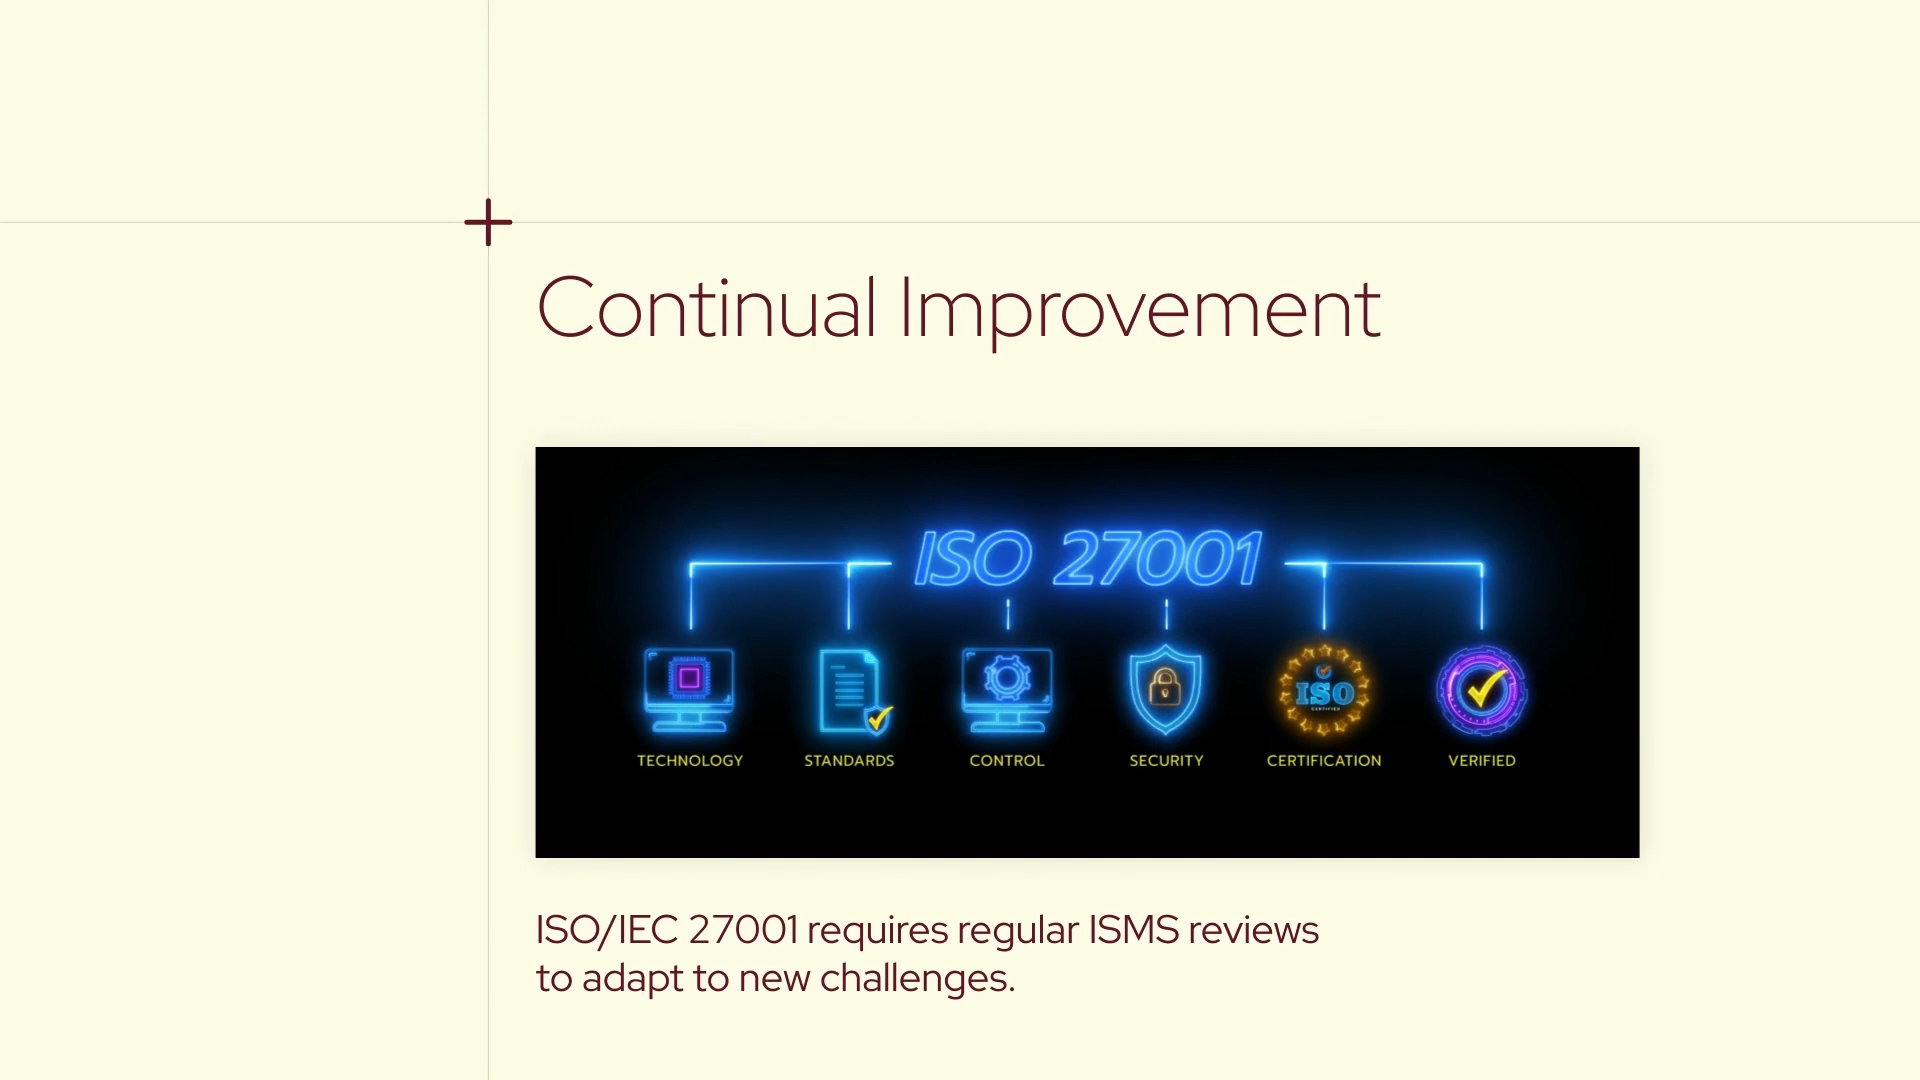 Continual Improvement
ISO 27001
ISO
CERTIFIED
TECHNOLOGY
STANDARDS
CONTROL
SECURITY
CERTIFICATION
VERIFIED
ISO/IEC 27001 requires regular ISMS reviews
to adapt to new challenges.